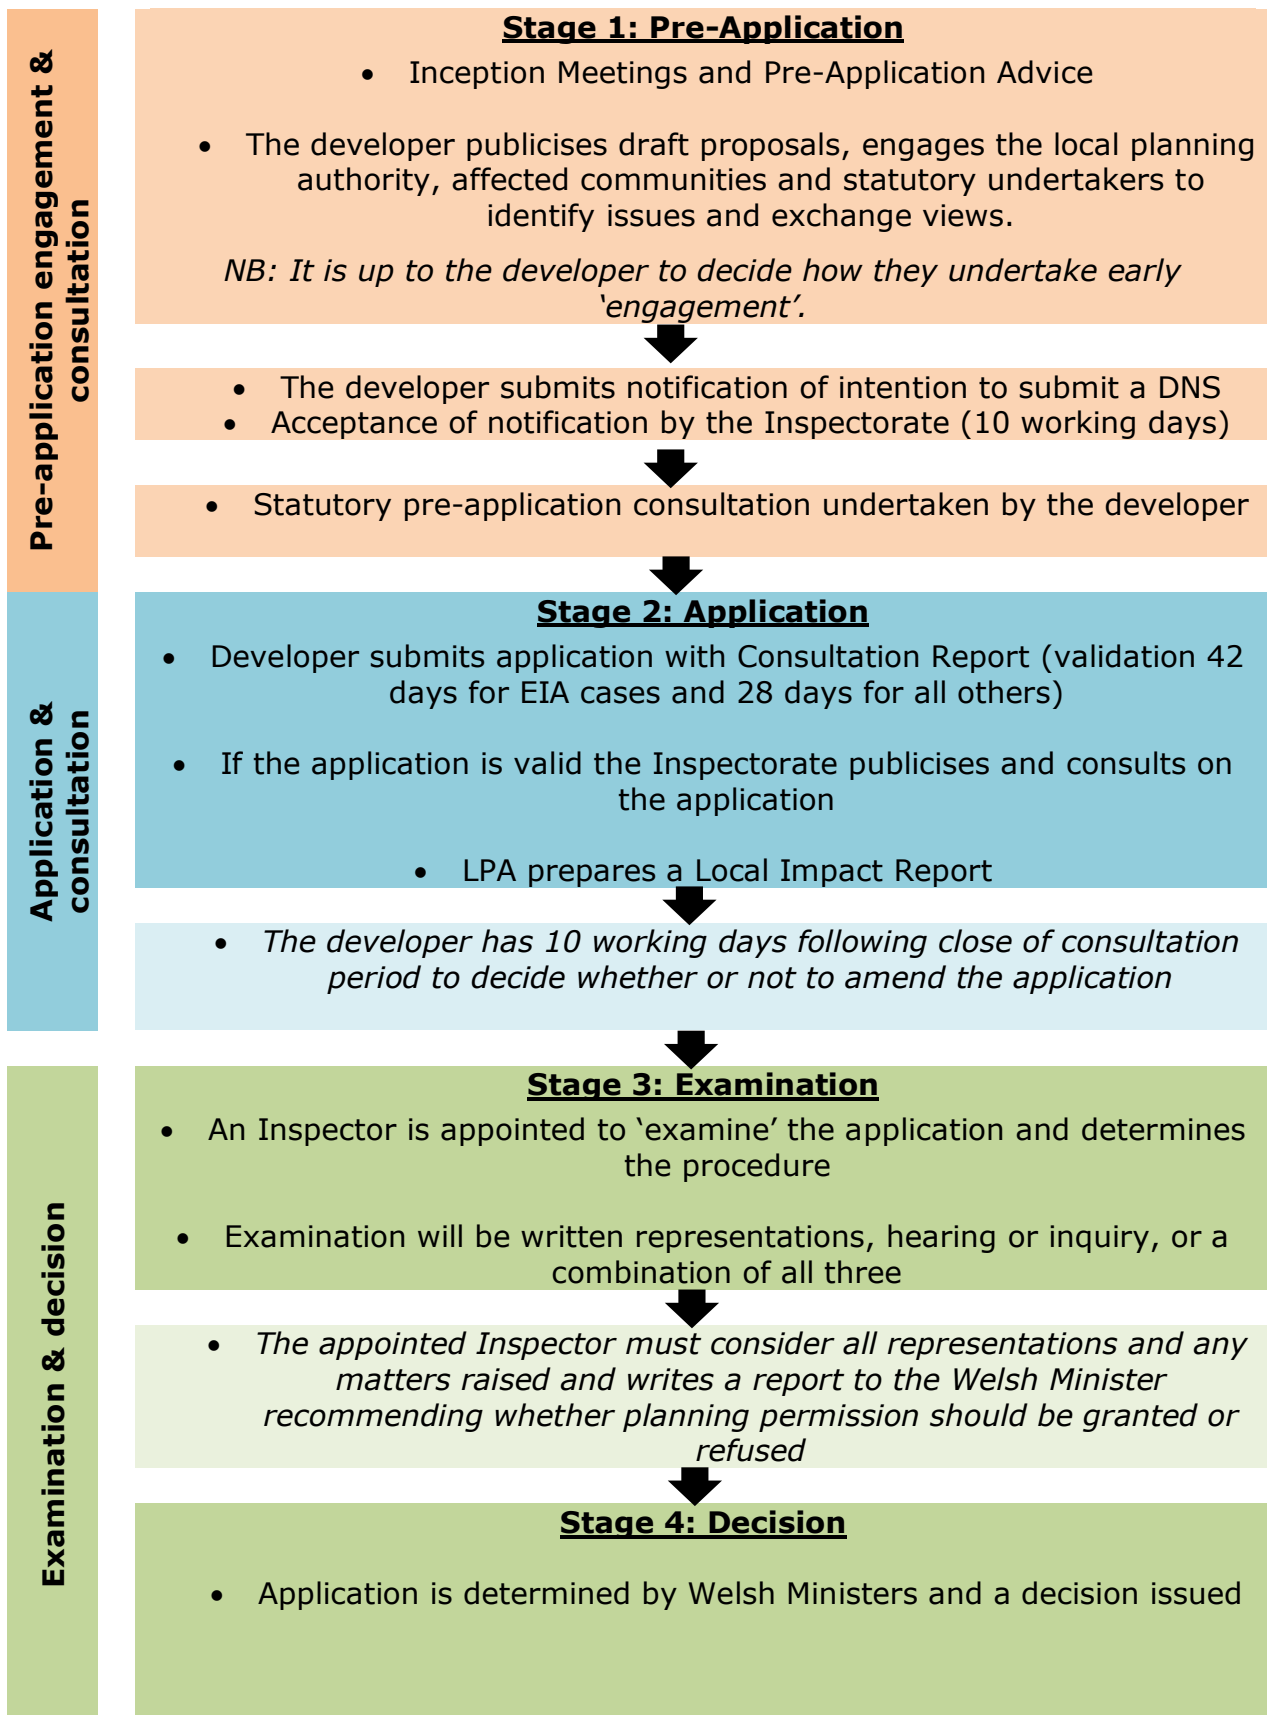 Pre-application engagement &
consultation
Stage 1: Pre-Application
• Inception Meetings and Pre-Application Advice
• The developer publicises draft proposals, engages the local planning
authority, affected communities and statutory undertakers to
identify issues and exchange views.
NB: It is up to the developer to decide how they undertake early
‘engagement’.
• The developer submits notification of intention to submit a DNS
• Acceptance of notification by the Inspectorate (10 working days)
• Statutory pre-application consultation undertaken by the developer
Application &
consultation
Stage 2: Application
• Developer submits application with Consultation Report (validation 42
days for EIA cases and 28 days for all others)
• If the application is valid the Inspectorate publicises and consults on
the application
• LPA prepares a Local Impact Report
• The developer has 10 working days following close of consultation
period to decide whether or not to amend the application
Examination & decision
Stage 3: Examination
• An Inspector is appointed to ‘examine’ the application and determines
the procedure
• Examination will be written representations, hearing or inquiry, or a
combination of all three
• The appointed Inspector must consider all representations and any
matters raised and writes a report to the Welsh Minister
recommending whether planning permission should be granted or
refused
Stage 4: Decision
• Application is determined by Welsh Ministers and a decision issued